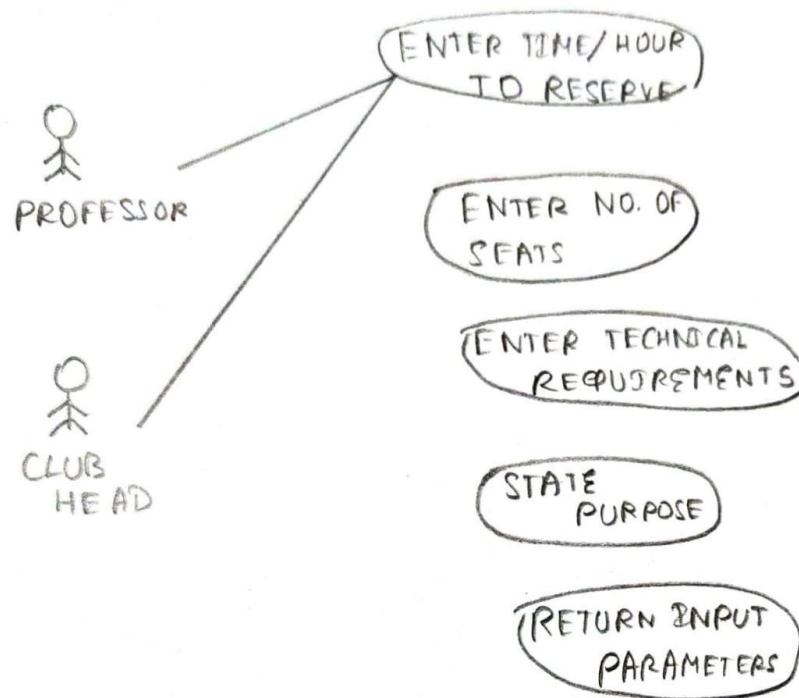 ENTER TIME/HOUR
TO RESERVE
PROFESSOR
ENTER NO. OF
SEATS
ENTER TECHNICAL
REQUIREMENTS
CLUB
HEAD
STATE
PURPOSE
RETURN INPUT
PARAMETERS